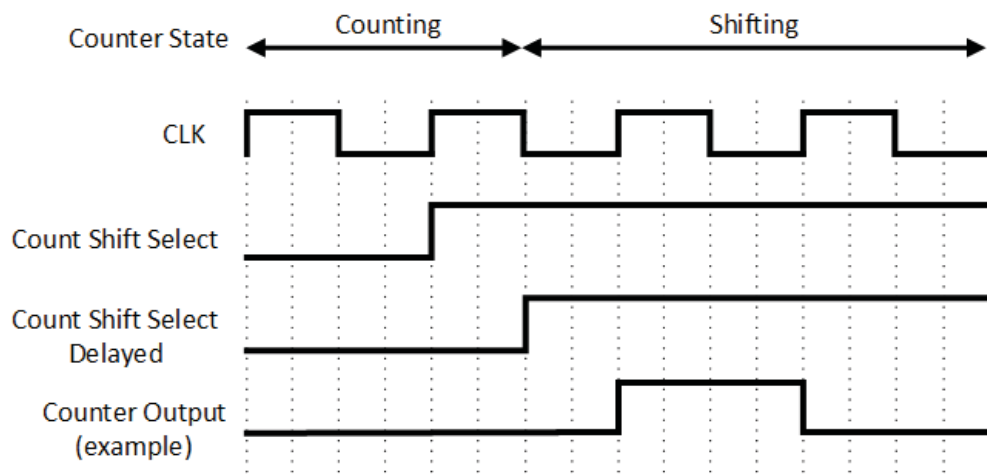 Counting
Shifting
Counter State
CLK
Count Shift Select
Count Shift Select
Delayed
Counter Output
(example)